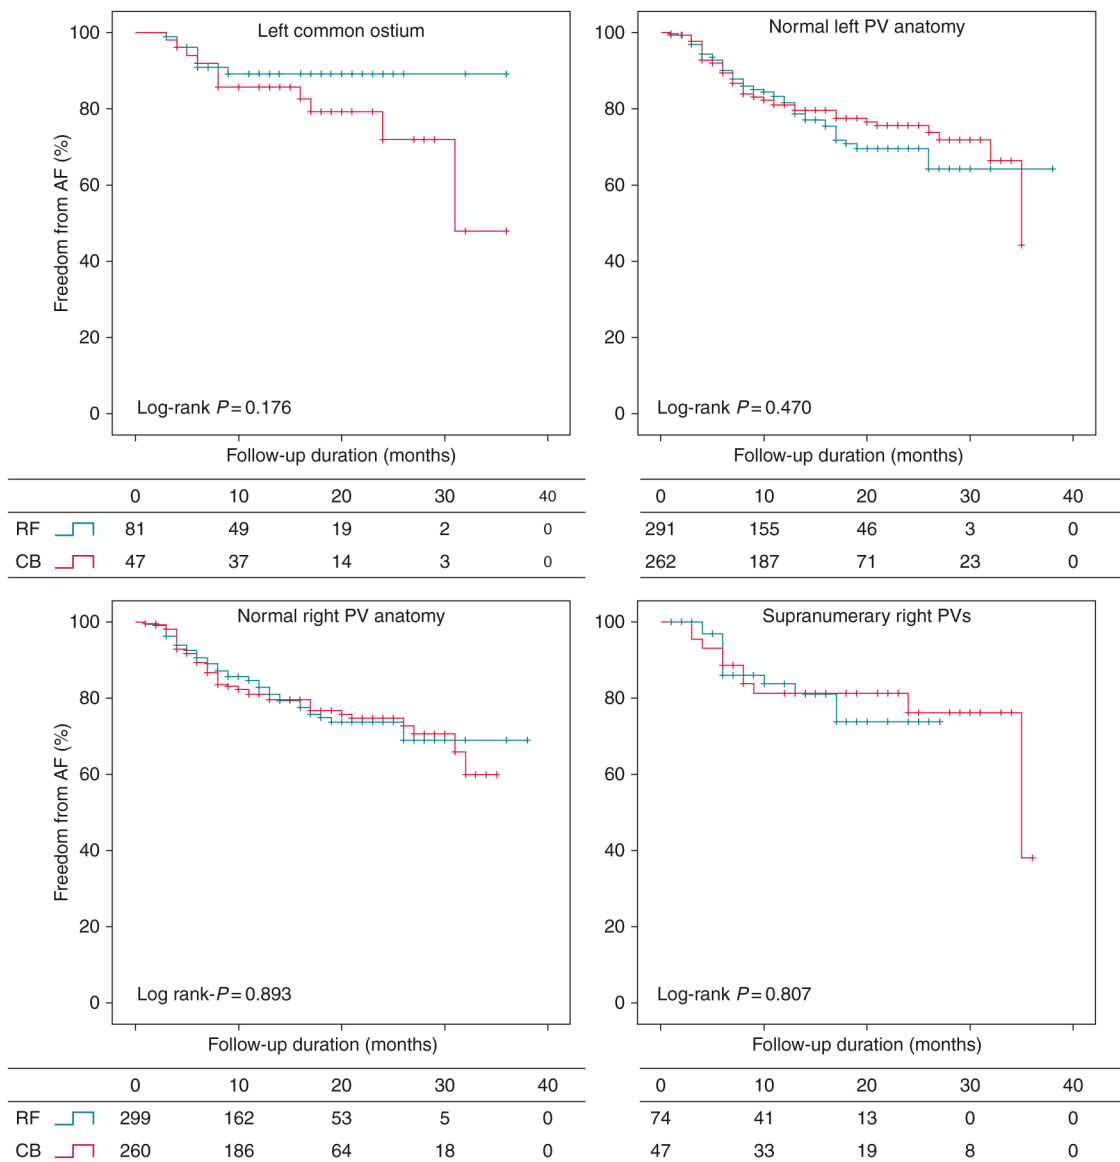 Left common ostium
Normal left PV anatomy
Freedom from AF (%)
100
80
60
40
20
0
Log-rank P = 0.176
100
80
60
40
20
0
Log-rank P = 0.470
Follow-up duration (months)
Follow-up duration (months)
0 10 20 30 40
RF 81 49 19 2 0
CB 47 37 14 3 0
0 10 20 30 40
291 155 46 3 0
262 187 71 23 0
Normal right PV anatomy
Supranumerary right PVs
Freedom from AF (%)
100
80
60
40
20
0
Log rank-P = 0.893
100
80
60
40
20
0
Log-rank P = 0.807
Follow-up duration (months)
Follow-up duration (months)
0 10 20 30 40
RF 299 162 53 5 0
CB 260 186 64 18 0
0 10 20 30 40
74 41 13 0 0
47 33 19 8 0